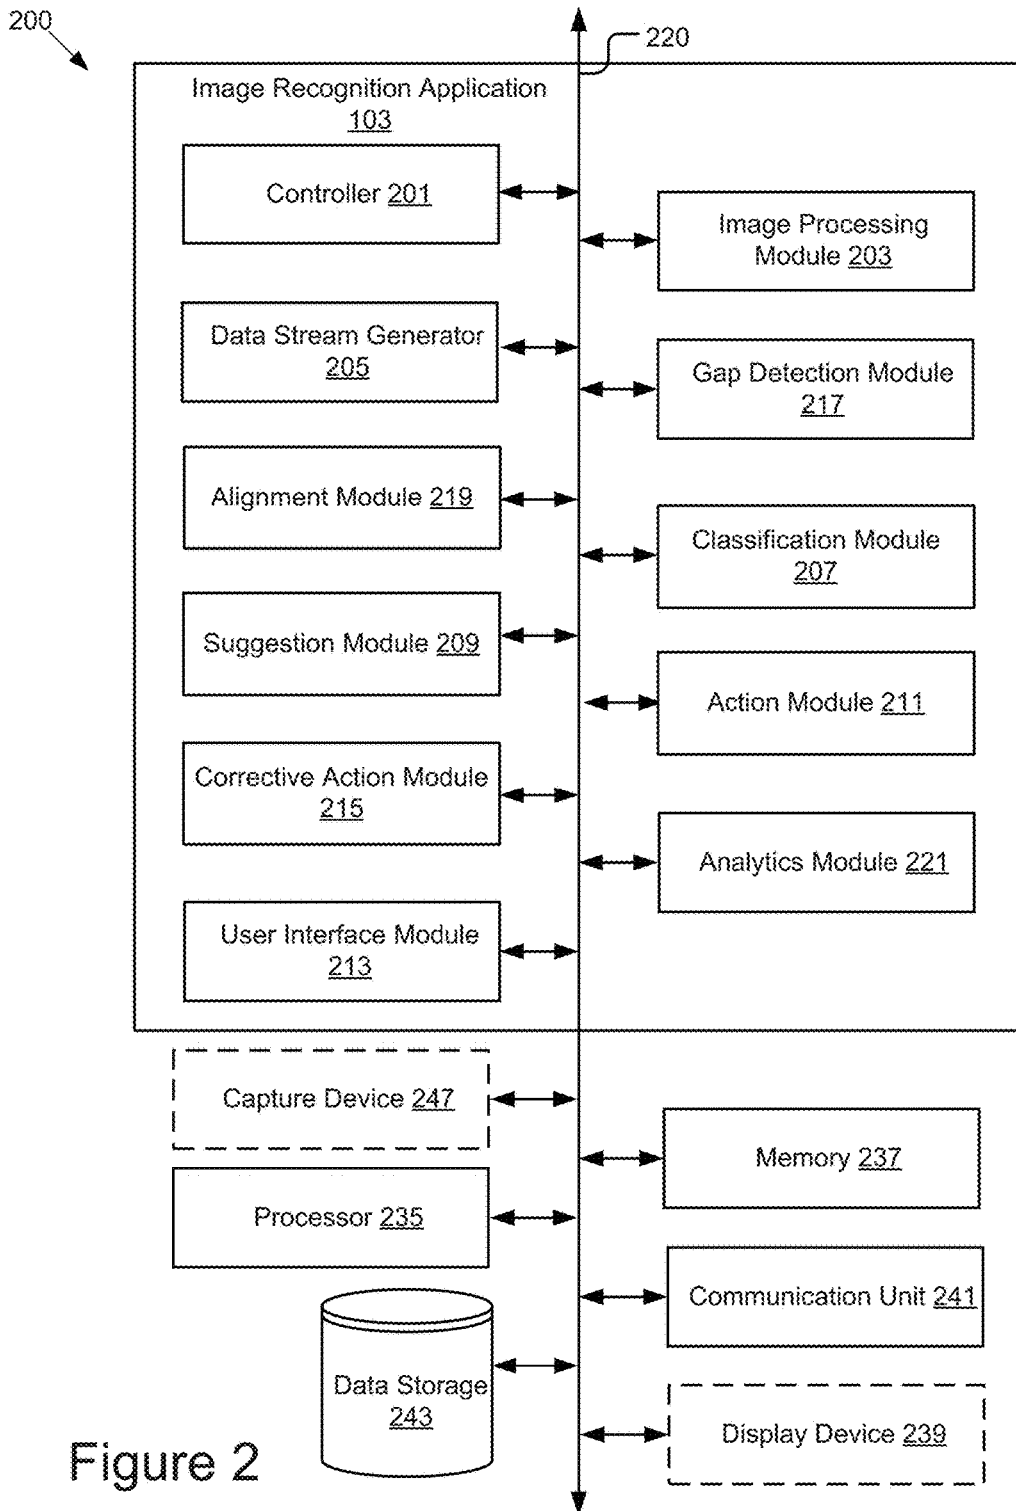 200
220
Image Recognition Application
103
Controller 201
Image Processing
Module 203
Data Stream Generator
205
Gap Detection Module
217
Alignment Module 219
Classification Module
207
Suggestion Module 209
Action Module 211
Corrective Action Module
215
Analytics Module 221
User Interface Module
213
Capture Device 247
Memory 237
Processor 235
Communication Unit 241
Data Storage
243
Display Device 239
Figure 2